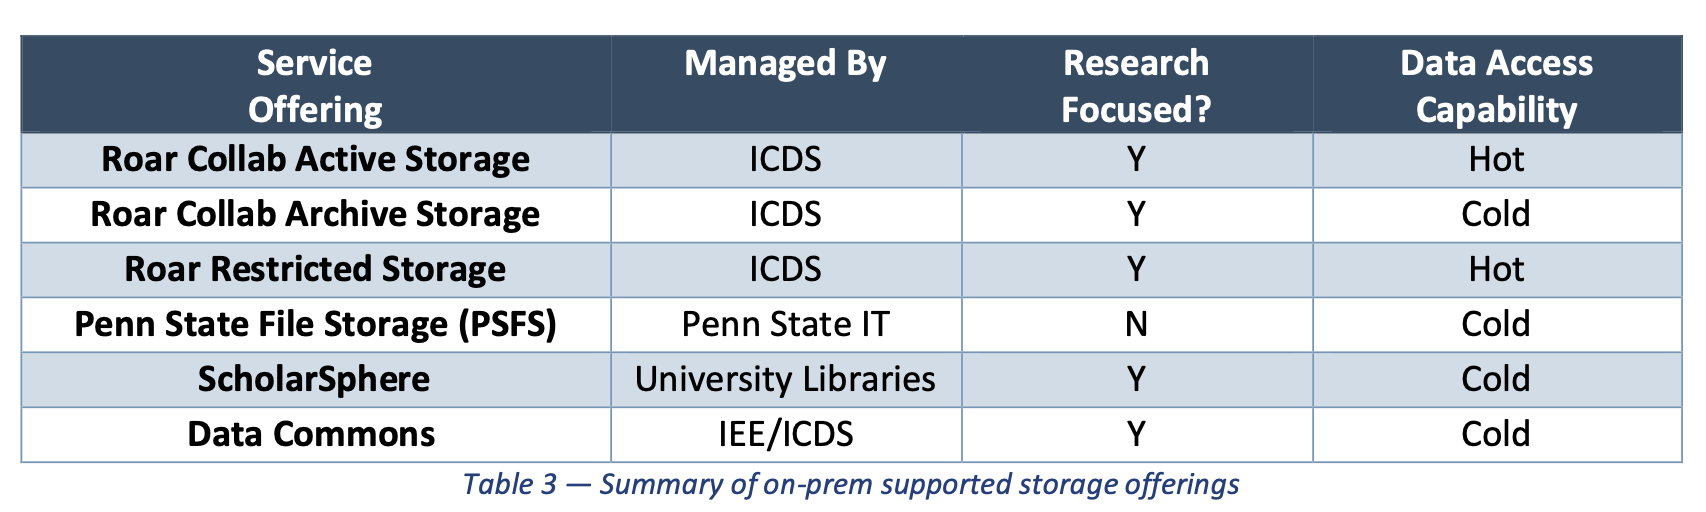 Service Offering | Managed By | Research Focused? | Data Access Capability
Roar Collab Active Storage | ICDS | Y | Hot
Roar Collab Archive Storage | ICDS | Y | Cold
Roar Restricted Storage | ICDS | Y | Hot
Penn State File Storage (PSFS) | Penn State IT | N | Cold
ScholarSphere | University Libraries | Y | Cold
Data Commons | IEE/ICDS | Y | Cold
Table 3 — Summary of on-prem supported storage offerings